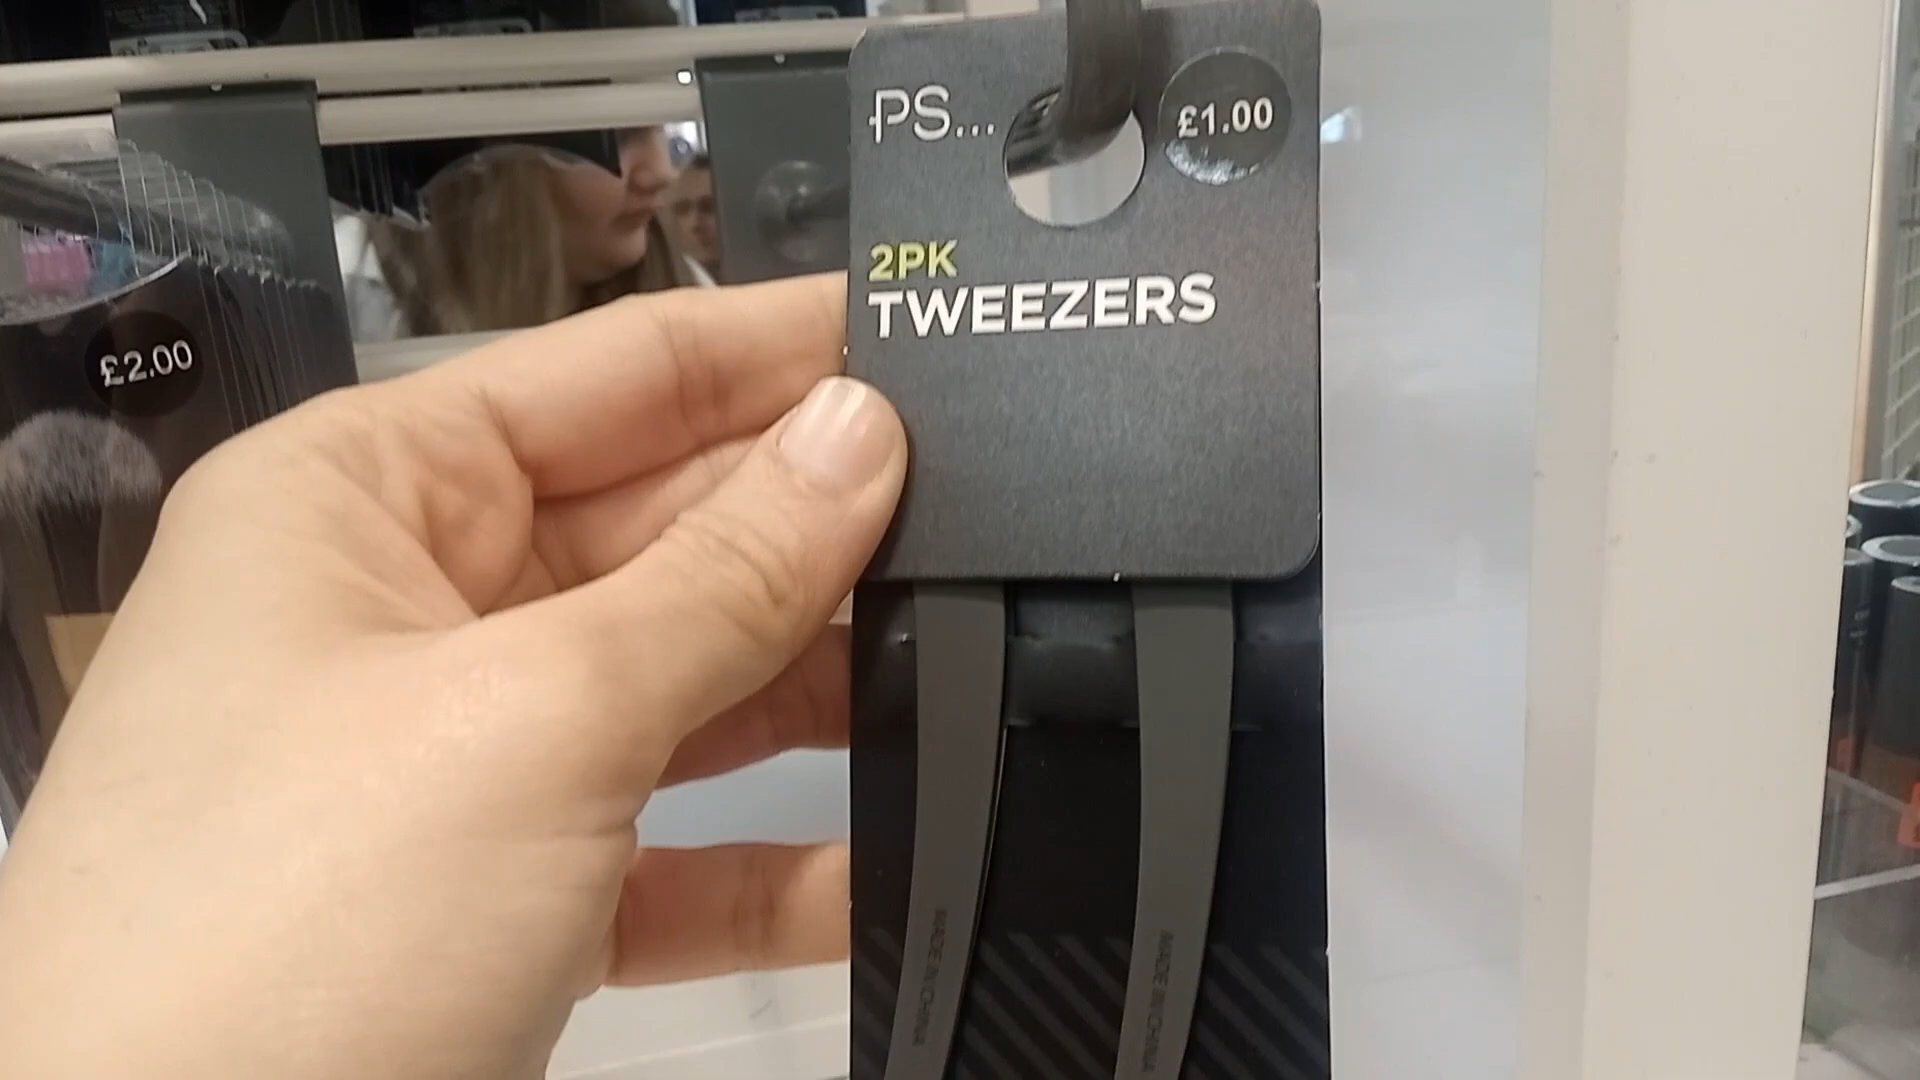 PS...
£1.00
2PK
TWEEZERS
£2.00
MADE IN CHINA
MADE IN CHINA